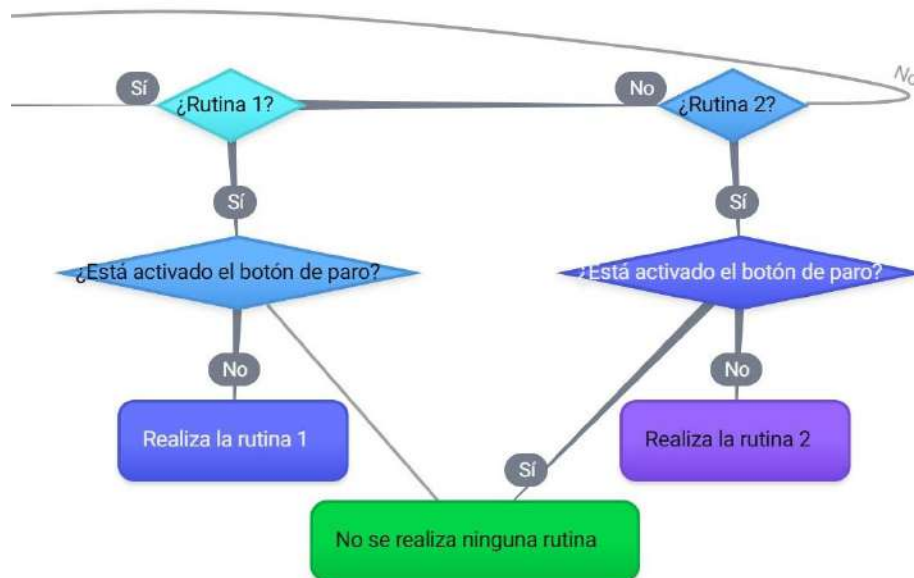 No
Sí
¿Rutina 1?
No
¿Rutina 2?
Sí
Sí
¿Está activado el botón de paro?
¿Está activado el botón de paro?
No
No
Realiza la rutina 1
Realiza la rutina 2
Sí
No se realiza ninguna rutina